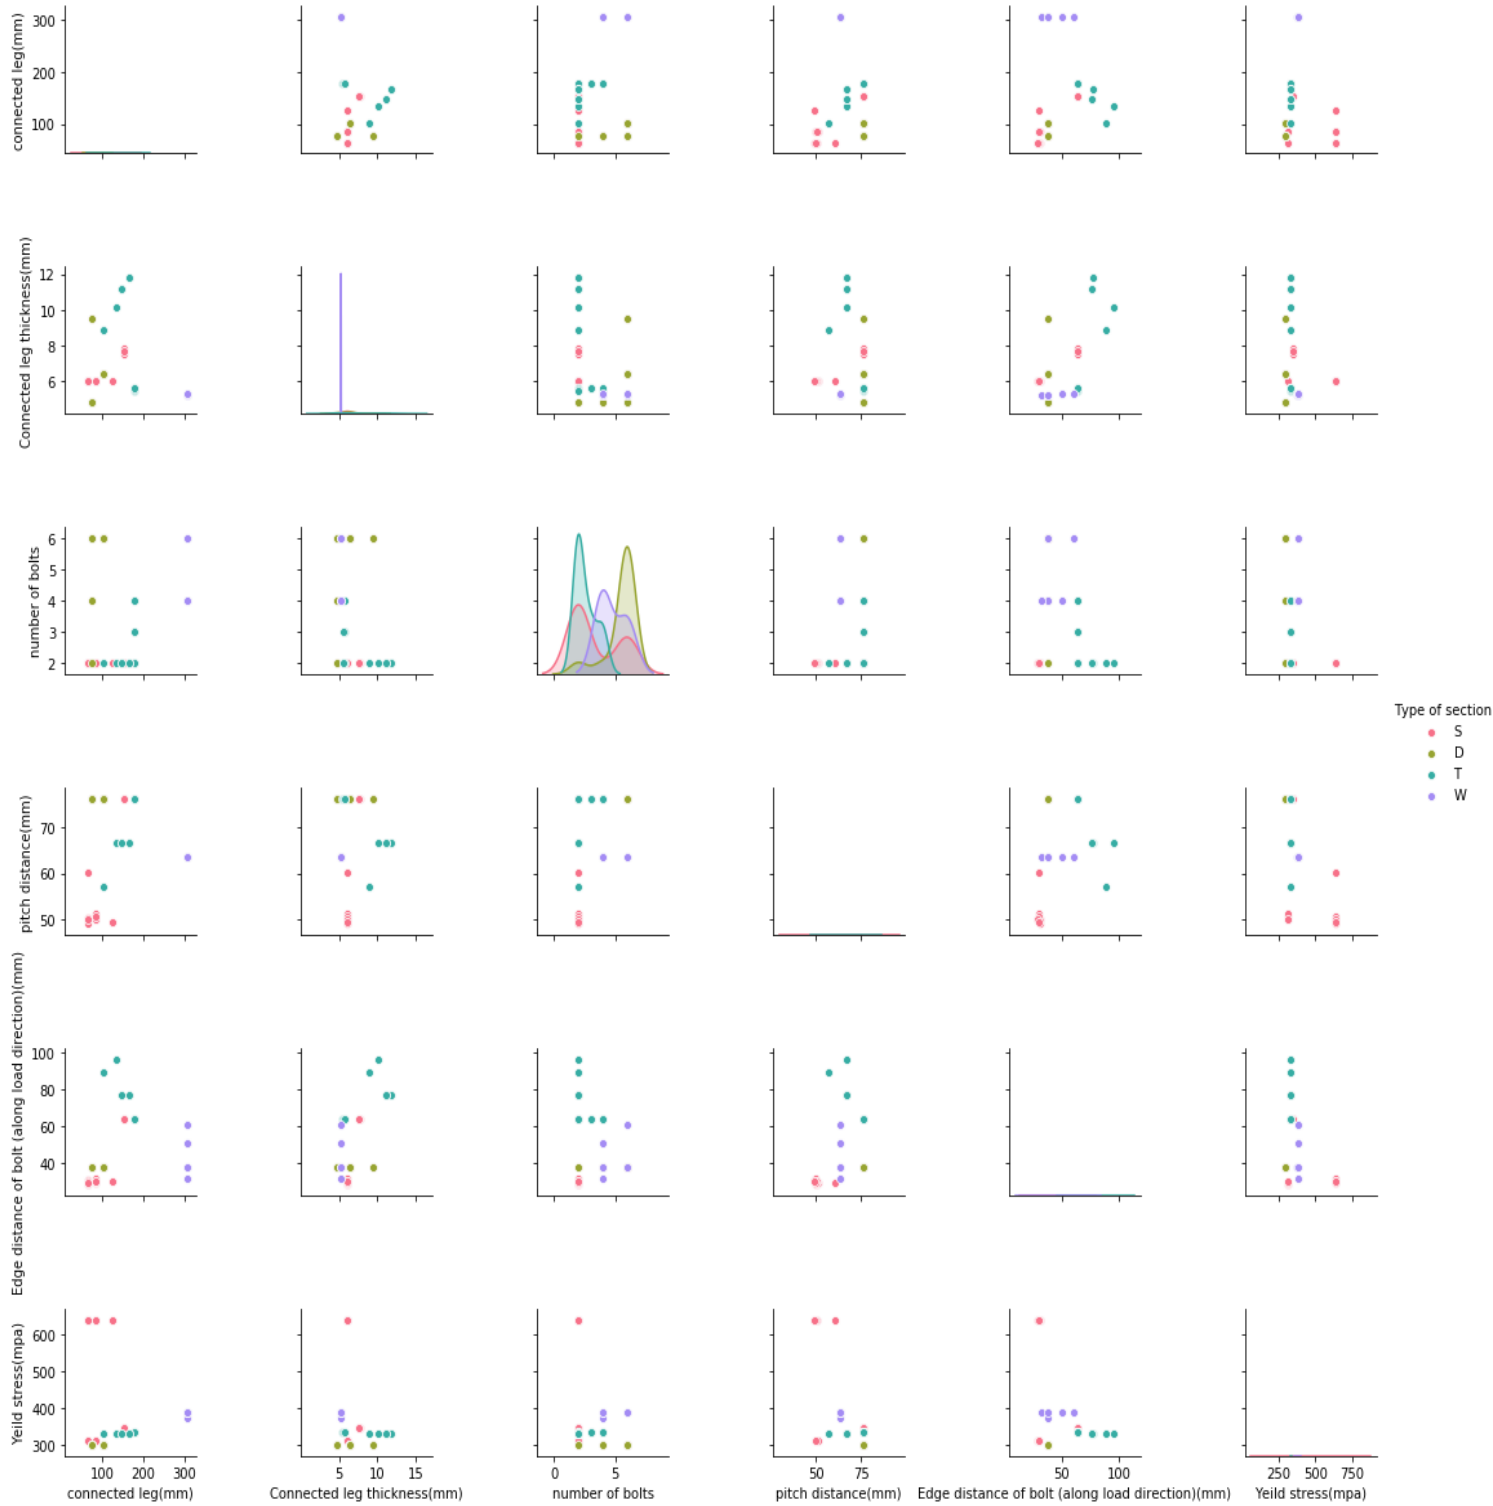 connected leg(mm)
300
200
100
Connected leg thickness(mm)
12
10
8
6
number of bolts
6
5
4
3
2
Type of section
S
D
T
W
pitch distance(mm)
70
60
50
Edge distance of bolt (along load direction)(mm)
100
80
60
40
Yeild stress(mpa)
600
500
400
300
100 200 300 5 10 15 0 5 50 75 50 100 250 500 750
connected leg(mm) Connected leg thickness(mm) number of bolts pitch distance(mm) Edge distance of bolt (along load direction)(mm) Yeild stress(mpa)